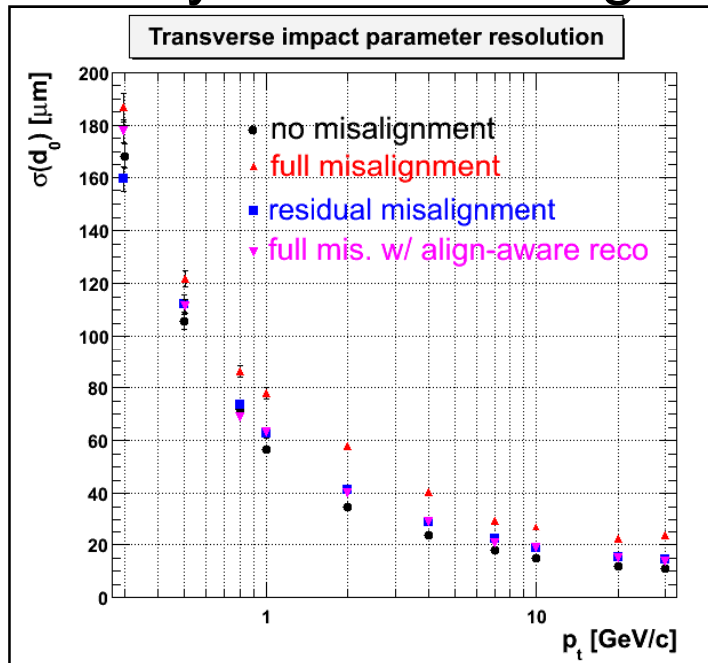 Transverse impact parameter resolution
σ(d₀) [μm]
200
180
160
140
120
100
80
60
40
20
0
no misalignment
full misalignment
residual misalignment
full mis. w/ align-aware reco
1
10
pₜ [GeV/c]